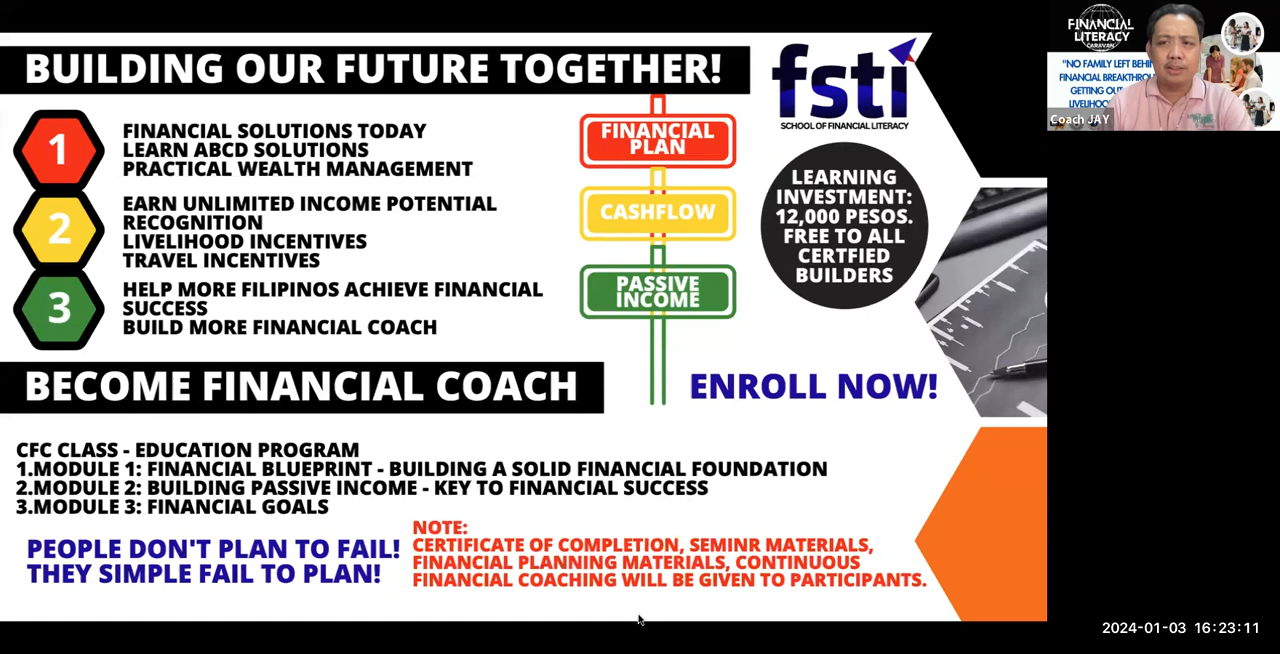 BUILDING OUR FUTURE TOGETHER!
fsti
SCHOOL OF FINANCIAL LITERACY
1
FINANCIAL SOLUTIONS TODAY
LEARN ABCD SOLUTIONS
PRACTICAL WEALTH MANAGEMENT
2
EARN UNLIMITED INCOME POTENTIAL
RECOGNITION
LIVELIHOOD INCENTIVES
TRAVEL INCENTIVES
3
HELP MORE FILIPINOS ACHIEVE FINANCIAL
SUCCESS
BUILD MORE FINANCIAL COACH
FINANCIAL
PLAN
CASHFLOW
PASSIVE
INCOME
LEARNING
INVESTMENT:
12,000 PESOS.
FREE TO ALL
CERTFIED
BUILDERS
BECOME FINANCIAL COACH
ENROLL NOW!
CFC CLASS - EDUCATION PROGRAM
1.MODULE 1: FINANCIAL BLUEPRINT - BUILDING A SOLID FINANCIAL FOUNDATION
2.MODULE 2: BUILDING PASSIVE INCOME - KEY TO FINANCIAL SUCCESS
3.MODULE 3: FINANCIAL GOALS
PEOPLE DON'T PLAN TO FAIL!
THEY SIMPLE FAIL TO PLAN!
NOTE:
CERTIFICATE OF COMPLETION, SEMINR MATERIALS,
FINANCIAL PLANNING MATERIALS, CONTINUOUS
FINANCIAL COACHING WILL BE GIVEN TO PARTICIPANTS.
FINANCIAL
LITERACY
CARAVAN
"NO FAMILY LEFT
FINANCIAL
GETTING
Coach JAY
2024-01-03 16:23:11